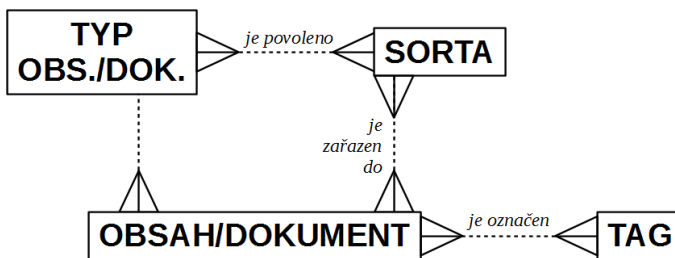 TYP
OBS./DOK.
je povoleno
SORTA
je
zařazen
do
OBSAH/DOKUMENT
je označen
TAG